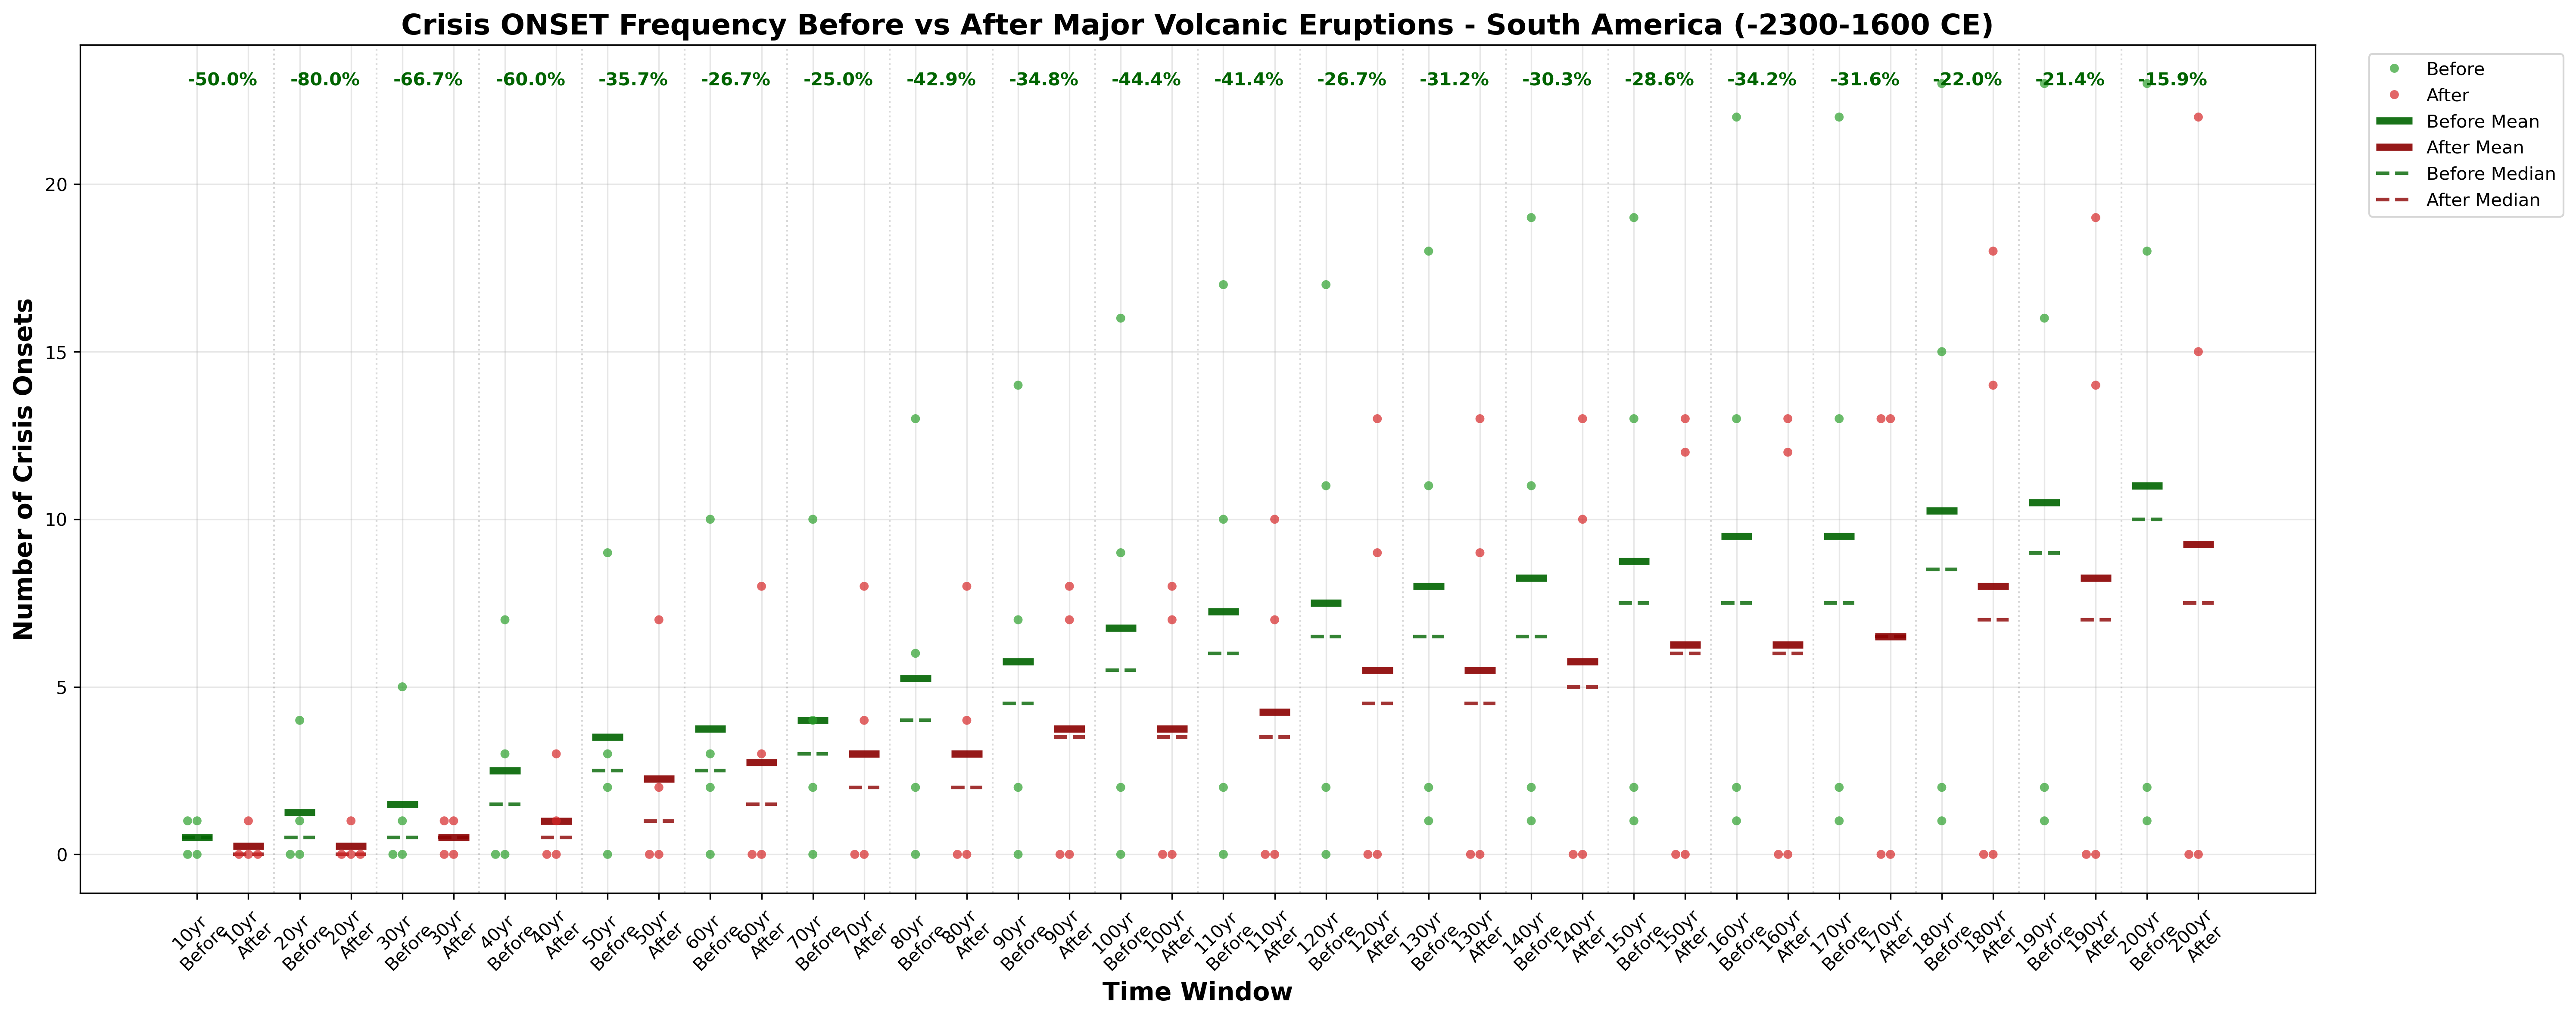 Crisis ONSET Frequency Before vs After Major Volcanic Eruptions - South America (-2300-1600 CE)
-50.0% -80.0% -66.7% -60.0% -35.7% -26.7% -25.0% -42.9% -34.8% -44.4% -41.4% -26.7% -31.2% -30.3% -28.6% -34.2% -31.6% -22.0% -21.4% -15.9%
Before
After
Before Mean
After Mean
Before Median
After Median
Number of Crisis Onsets
20
15
10
5
0
10yr
Before
10yr
After
20yr
Before
20yr
After
30yr
Before
30yr
After
40yr
Before
40yr
After
50yr
Before
50yr
After
60yr
Before
60yr
After
70yr
Before
70yr
After
80yr
Before
80yr
After
90yr
Before
90yr
After
100yr
Before
100yr
After
110yr
Before
110yr
After
120yr
Before
120yr
After
130yr
Before
130yr
After
140yr
Before
140yr
After
150yr
Before
150yr
After
160yr
Before
160yr
After
170yr
Before
170yr
After
180yr
Before
180yr
After
190yr
Before
190yr
After
200yr
Before
200yr
After
Time Window